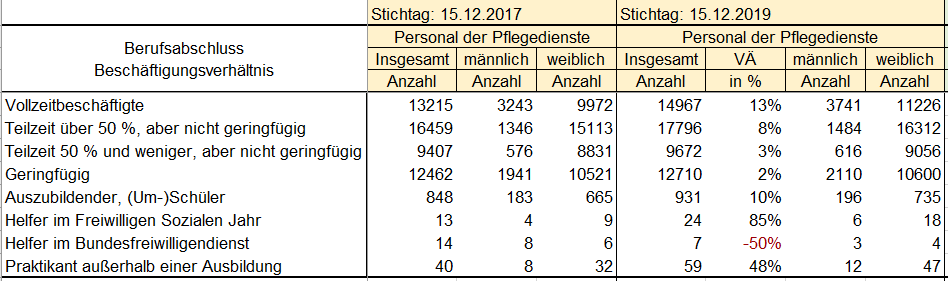 Stichtag: 15.12.2017 Stichtag: 15.12.2019
Berufsabschluss
Beschäftigungsverhältnis
Personal der Pflegedienste Personal der Pflegedienste
Insgesamt männlich weiblich Insgesamt VÄ männlich weiblich
Anzahl Anzahl Anzahl Anzahl in % Anzahl Anzahl
Vollzeitbeschäftigte 13215 3243 9972 14967 13% 3741 11226
Teilzeit über 50 %, aber nicht geringfügig 16459 1346 15113 17796 8% 1484 16312
Teilzeit 50 % und weniger, aber nicht geringfügig 9407 576 8831 9672 3% 616 9056
Geringfügig 12462 1941 10521 12710 2% 2110 10600
Auszubildender, (Um-)Schüler 848 183 665 931 10% 196 735
Helfer im Freiwilligen Sozialen Jahr 13 4 9 24 85% 6 18
Helfer im Bundesfreiwilligendienst 14 8 6 7 -50% 3 4
Praktikant außerhalb einer Ausbildung 40 8 32 59 48% 12 47